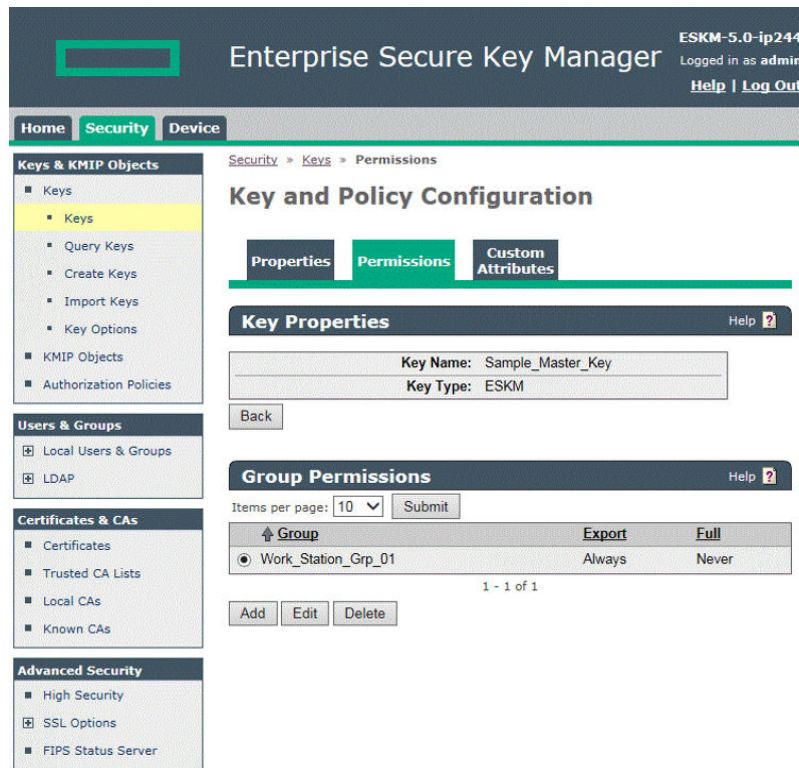 Enterprise Secure Key Manager
ESKM-5.0-ip244
Logged in as admin
Help | Log Out
Home Security Device
Keys & KMIP Objects
Keys
Keys
Query Keys
Create Keys
Import Keys
Key Options
KMIP Objects
Authorization Policies
Users & Groups
Local Users & Groups
LDAP
Certificates & CAs
Certificates
Trusted CA Lists
Local CAs
Known CAs
Advanced Security
High Security
SSL Options
FIPS Status Server
Security » Keys » Permissions
Key and Policy Configuration
Properties
Permissions
Custom
Attributes
Key Properties Help ?
Key Name: Sample_Master_Key
Key Type: ESKM
Back
Group Permissions Help ?
Items per page: 10 Submit
Group Export Full
Work_Station_Grp_01 Always Never
1 - 1 of 1
Add Edit Delete